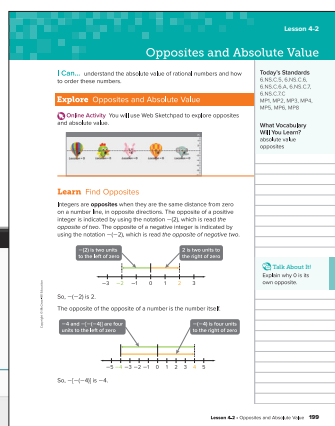 Lesson 4-2
Opposites and Absolute Value
I Can... understand the absolute value of rational numbers and how
to order these numbers.
Explore Opposites and Absolute Value
Online Activity You will use Web Sketchpad to explore opposites
and absolute value.
Learn Find Opposites
Integers are opposites when they are the same distance from zero
on a number line, in opposite directions. The opposite of a positive
integer is indicated by using the notation −(2), which is read the
opposite of two. The opposite of a negative integer is indicated by
using the notation −(−2), which is read the opposite of negative two.
−(2) is two units
to the left of zero
2 is two units to
the right of zero
−3 −2 −1 0 1 2 3
So, −(−2) is 2.
The opposite of the opposite of a number is the number itself.
−4 and −[−(−4)] are four
units to the left of zero
−(−4) is four units
to the right of zero
−5 −4 −3 −2 −1 0 1 2 3 4 5
So, −[−(−4)] is −4.
Today's Standards
6.NS.C.5, 6.NS.C.6,
6.NS.C.6.A, 6.NS.C.7,
6.NS.C.7.C
MP1, MP2, MP3, MP4,
MP5, MP6, MP8
What Vocabulary
Will You Learn?
absolute value
opposites
Talk About It!
Explain why 0 is its
own opposite.
Lesson 4-2 • Opposites and Absolute Value 199